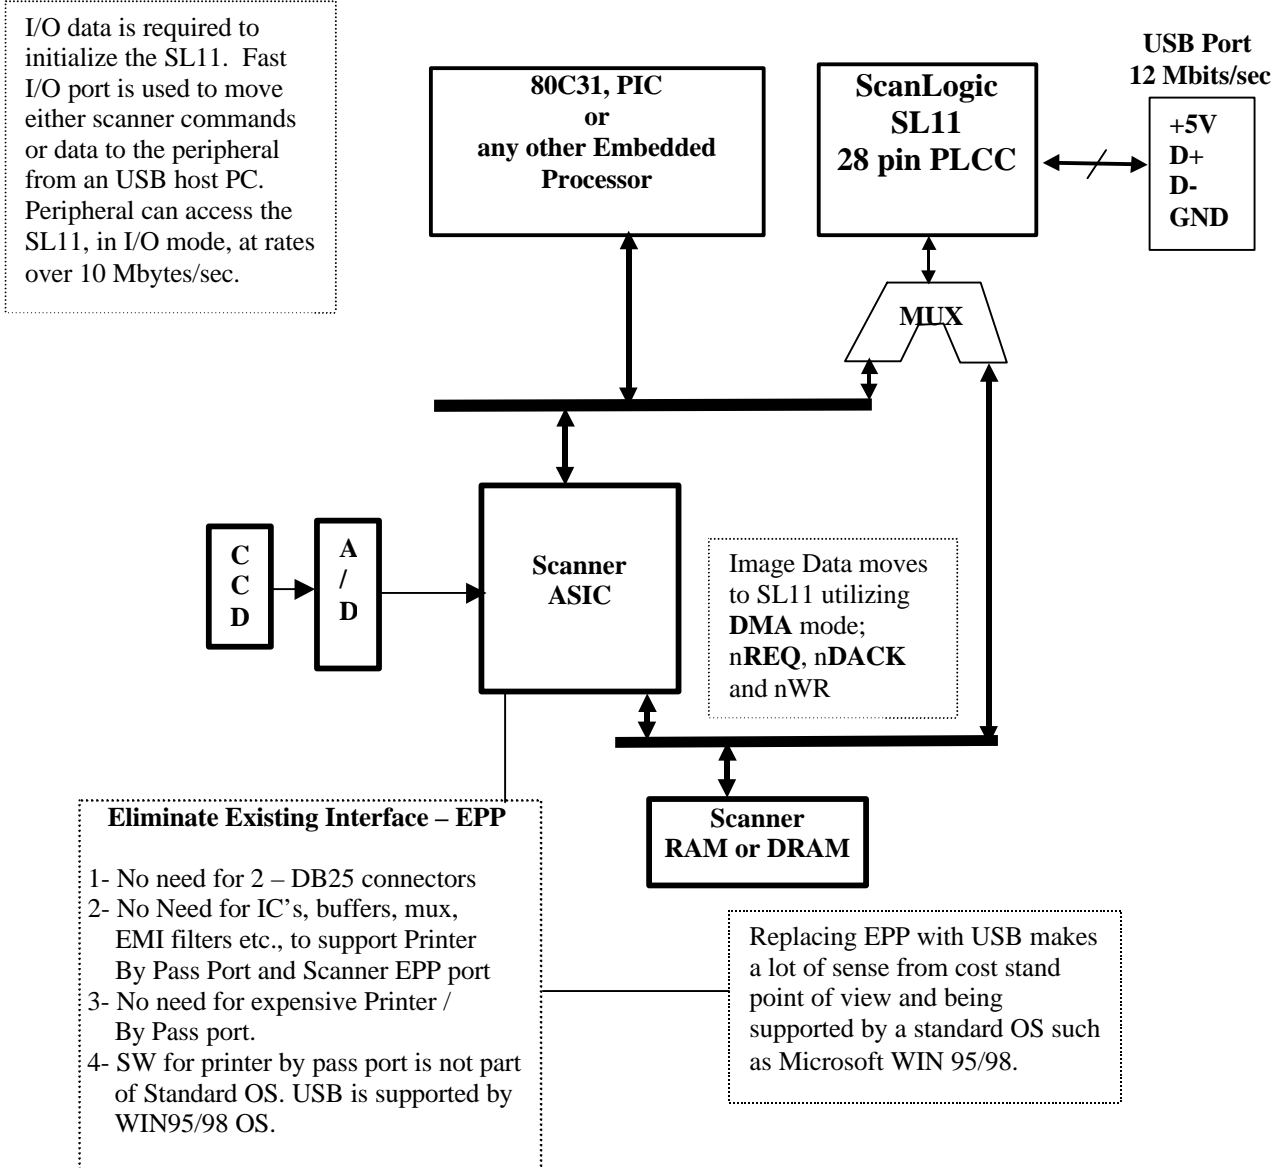 I/O data is required to
initialize the SL11.  Fast
I/O port is used to move
either scanner commands
or data to the peripheral
from an USB host PC.
Peripheral can access the
SL11, in I/O mode, at rates
over 10 Mbytes/sec.
80C31, PIC
or
any other Embedded
Processor
ScanLogic
SL11
28 pin PLCC
USB Port
12 Mbits/sec
+5V
D+
D-
GND
MUX
C
C
D
A
/
D
Scanner
ASIC
Image Data moves
to SL11 utilizing
DMA mode;
nREQ, nDACK
and nWR
Scanner
RAM or DRAM
Eliminate Existing Interface – EPP
1- No need for 2 – DB25 connectors
2- No Need for IC's, buffers, mux,
EMI filters etc., to support Printer
By Pass Port and Scanner EPP port
3- No need for expensive Printer /
By Pass port.
4- SW for printer by pass port is not part
of Standard OS. USB is supported by
WIN95/98 OS.
Replacing EPP with USB makes
a lot of sense from cost stand
point of view and being
supported by a standard OS such
as Microsoft WIN 95/98.